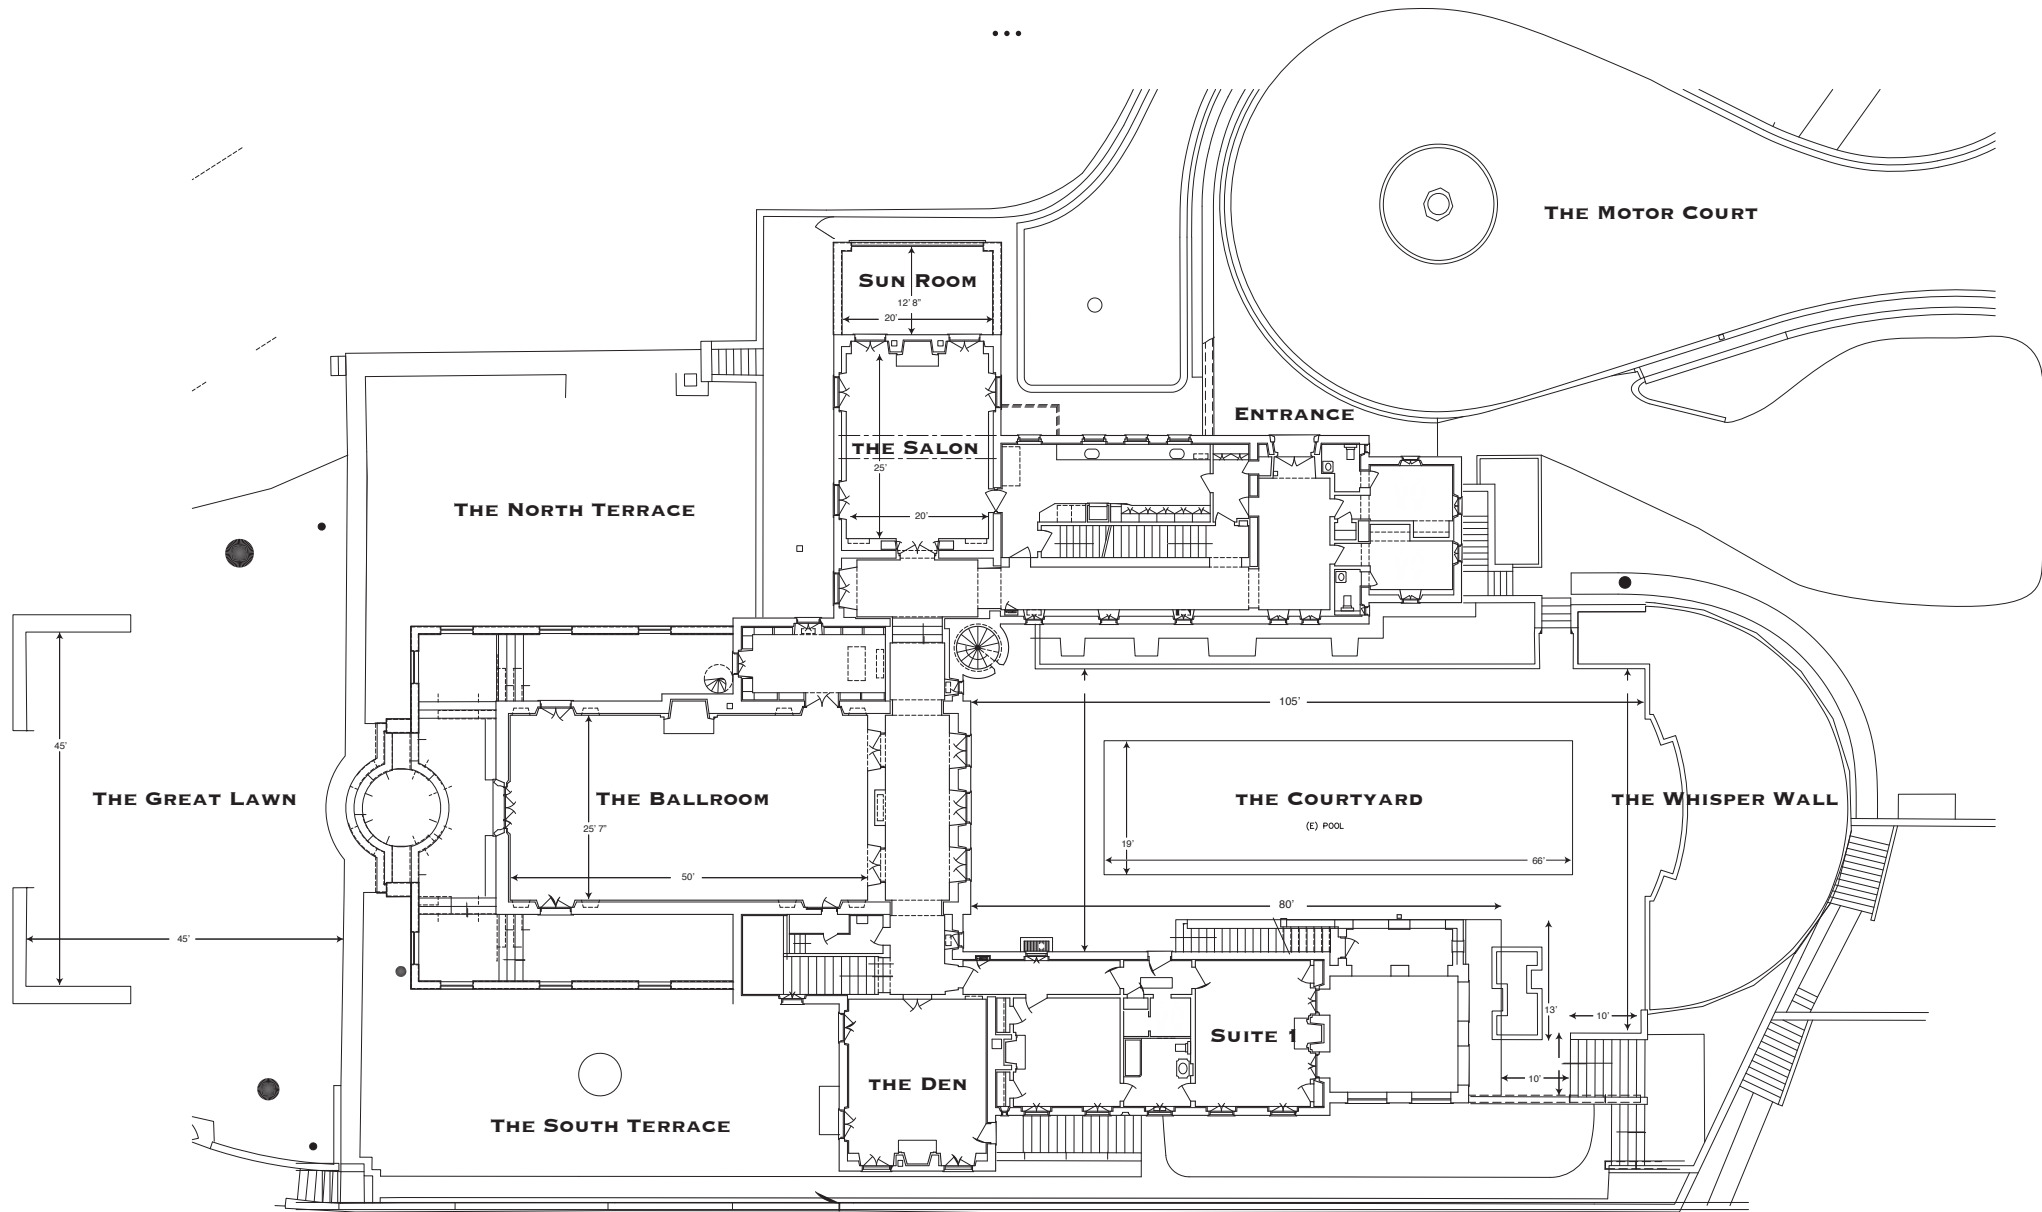 •••
THE MOTOR COURT
SUN ROOM
12' 8"
20'
ENTRANCE
THE SALON
25'
20'
THE NORTH TERRACE
45'
105'
THE GREAT LAWN
THE BALLROOM
THE COURTYARD
THE WHISPER WALL
25' 7"
(E) POOL
19'
66'
50'
80'
45'
13'
10'
SUITE 1
10'
THE DEN
THE SOUTH TERRACE